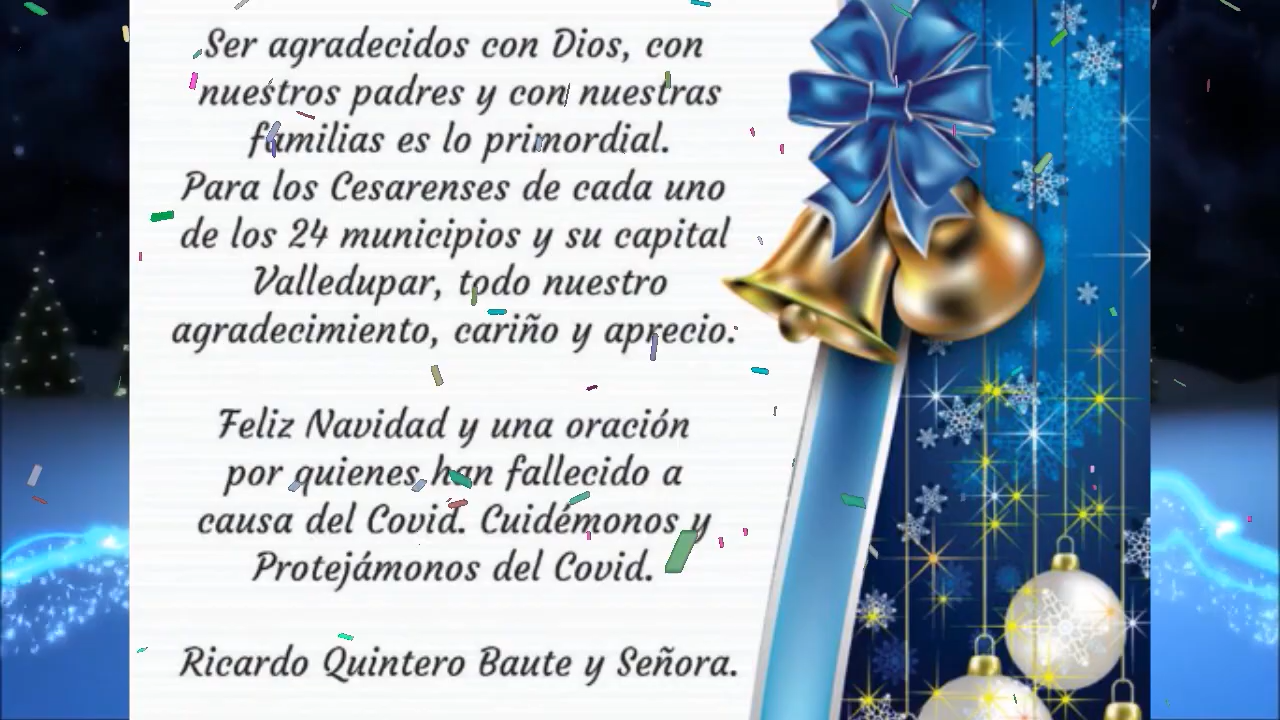 Ser agradecidos con Dios, con
nuestros padres y con nuestras
familias es lo primordial.
Para los Cesarenses de cada uno
de los 24 municipios y su capital
Valledupar, todo nuestro
agradecimiento, cariño y aprecio.
Feliz Navidad y una oración
por quienes han fallecido a
causa del Covid. Cuidémonos y
Protejámonos del Covid.
Ricardo Quintero Baute y Señora.